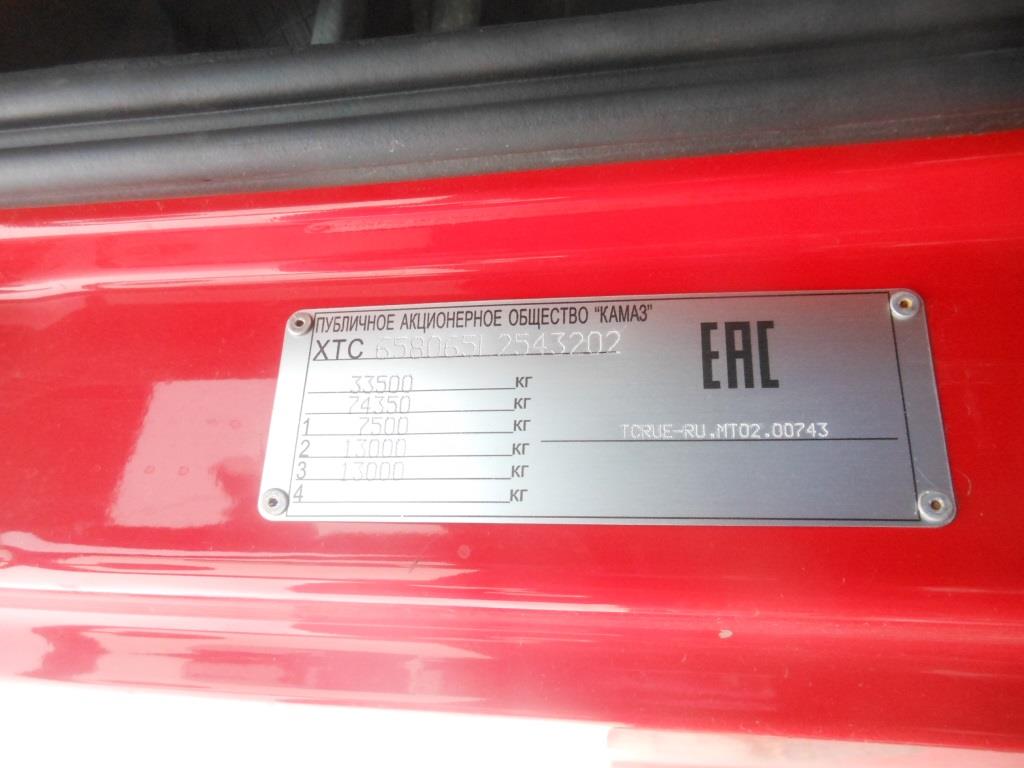 ПУБЛИЧНОЕ АКЦИОНЕРНОЕ ОБЩЕСТВО "КАМАЗ"
ХТС 658065L2543202
ЕАС
33500 кг
74350 кг
1 7500 кг
2 13000 кг
3 13000 кг
4 кг
TCRUE-RU.MT02.00743